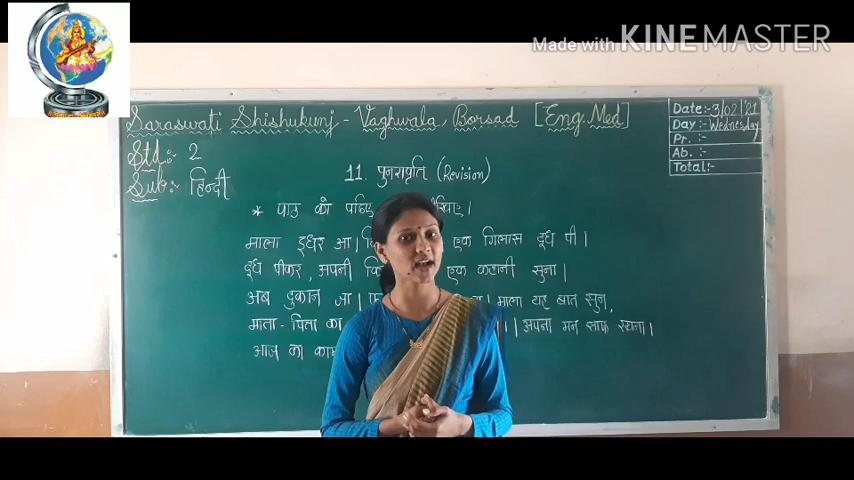 Made with KINEMASTER
Saraswati Shishukunj - Vaghwala, Borsad [Eng. Med]
Date:- 3/02/'21
Day:- Wednesday
Pr.:-
Ab.:-
Total:-
Std:- 2
Sub:- हिन्दी
11. पुनरावृति (Revision)
* पाठ को पढ़िए
माला इधर आ। एक गिलास दूध पी।
दूध पीकर, अपनी एक कहानी सुना।
अब दुकान जा। माला यह बात सुन,
माता - पिता का । अपना मन साफ रखना।
आज का काम